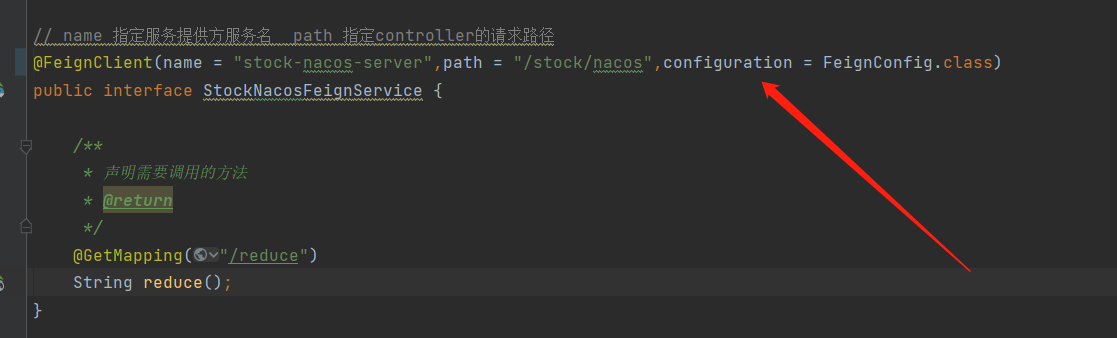 // name 指定服务提供方服务名  path 指定controller的请求路径
@FeignClient(name = "stock-nacos-server",path = "/stock/nacos",configuration = FeignConfig.class)
public interface StockNacosFeignService {
/**
* 声明需要调用的方法
* @return
*/
@GetMapping("/reduce")
String reduce();
}